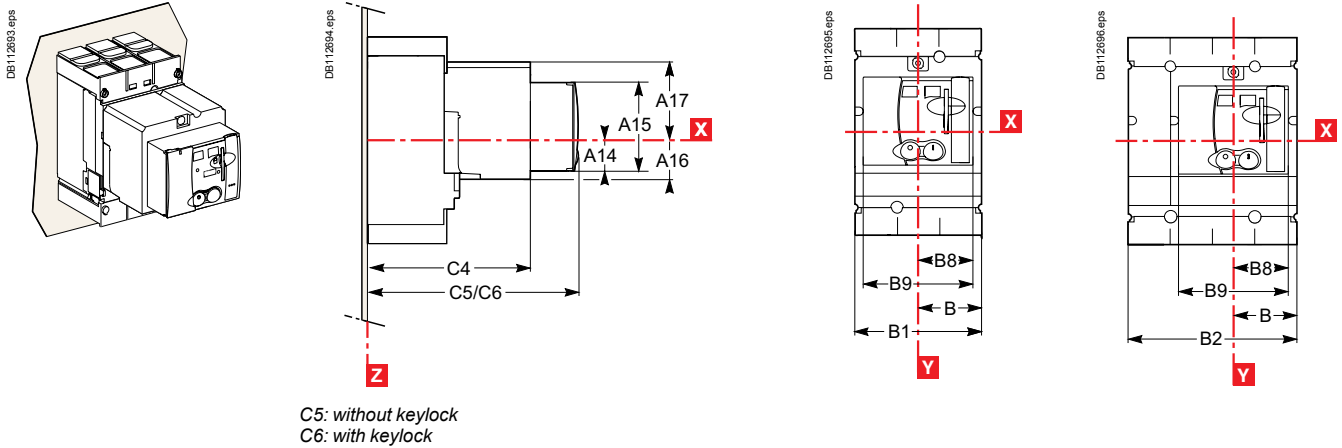 DB112693.eps
DB112694.eps
A17
A15
X
A14
A16
C4
C5/C6
Z
C5: without keylock
C6: with keylock
DB112695.eps
X
B8
B9
B
B1
Y
DB112696.eps
X
B8
B9
B
B2
Y